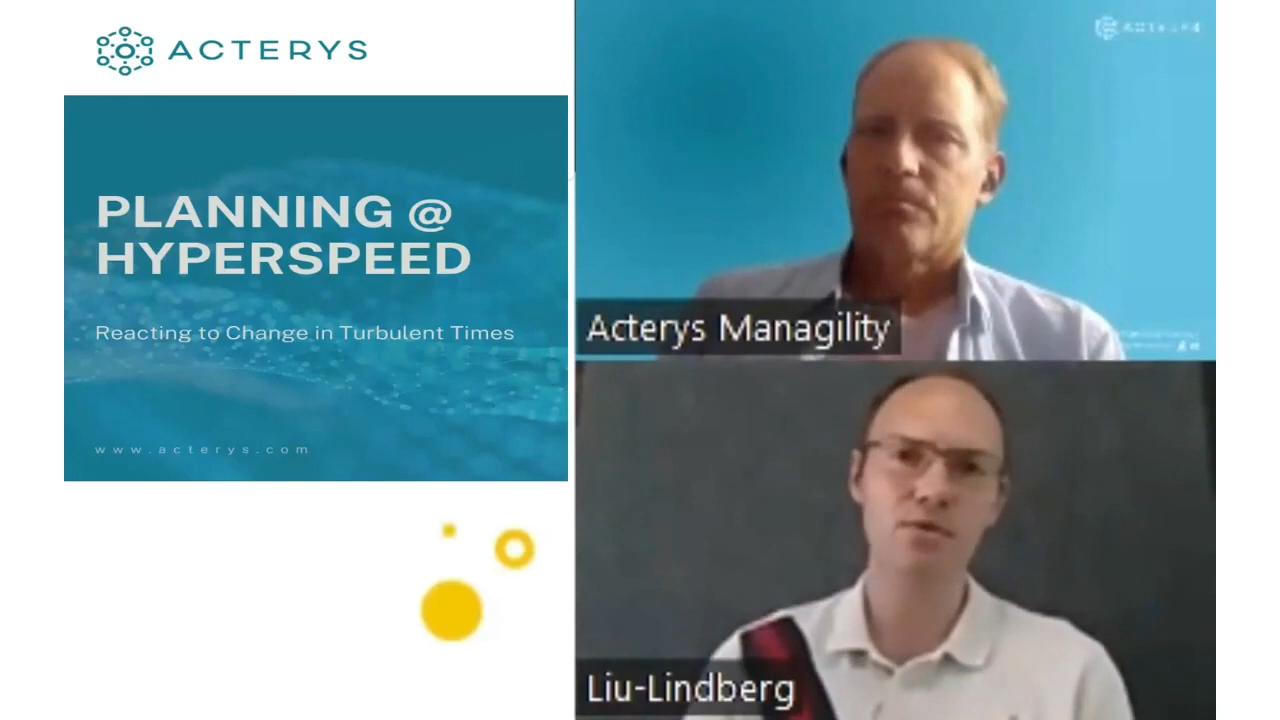 ACTERYS
PLANNING @
HYPERSPEED
Reacting to Change in Turbulent Times
www.acterys.com
Acterys Managility
Liu-Lindberg